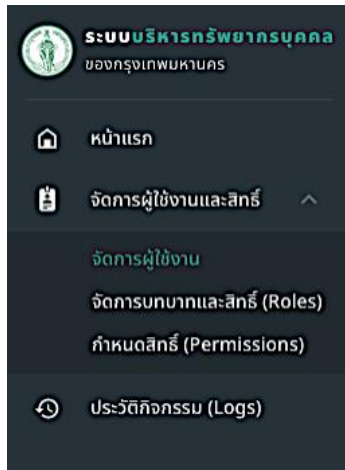 ระบบบริหารทรัพยากรบุคคล
ของกรุงเทพมหานคร
หน้าแรก
จัดการผู้ใช้งานและสิทธิ์
จัดการผู้ใช้งาน
จัดการบทบาทและสิทธิ์ (Roles)
กำหนดสิทธิ์ (Permissions)
ประวัติกิจกรรม (Logs)